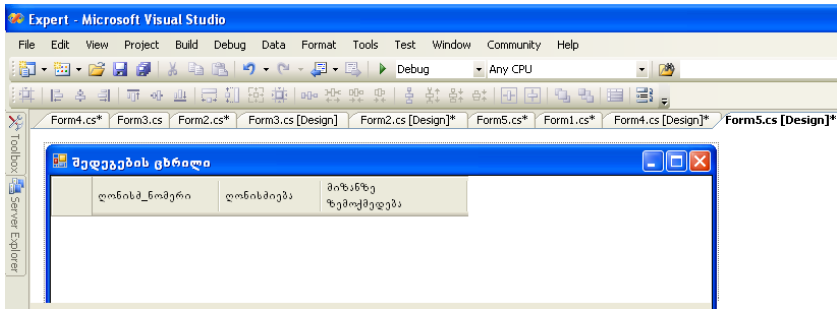 Expert - Microsoft Visual Studio
File Edit View Project Build Debug Data Format Tools Test Window Community Help
Debug Any CPU
Form4.cs* Form3.cs Form2.cs* Form3.cs [Design] Form2.cs [Design]* Form5.cs* Form1.cs* Form4.cs [Design]* Form5.cs [Design]*
Toolbox
Server Explorer
შედეგების ცხრილი
ღონისმ_ნომერი ღონისძიება მიზანზე
ზემოქმედება